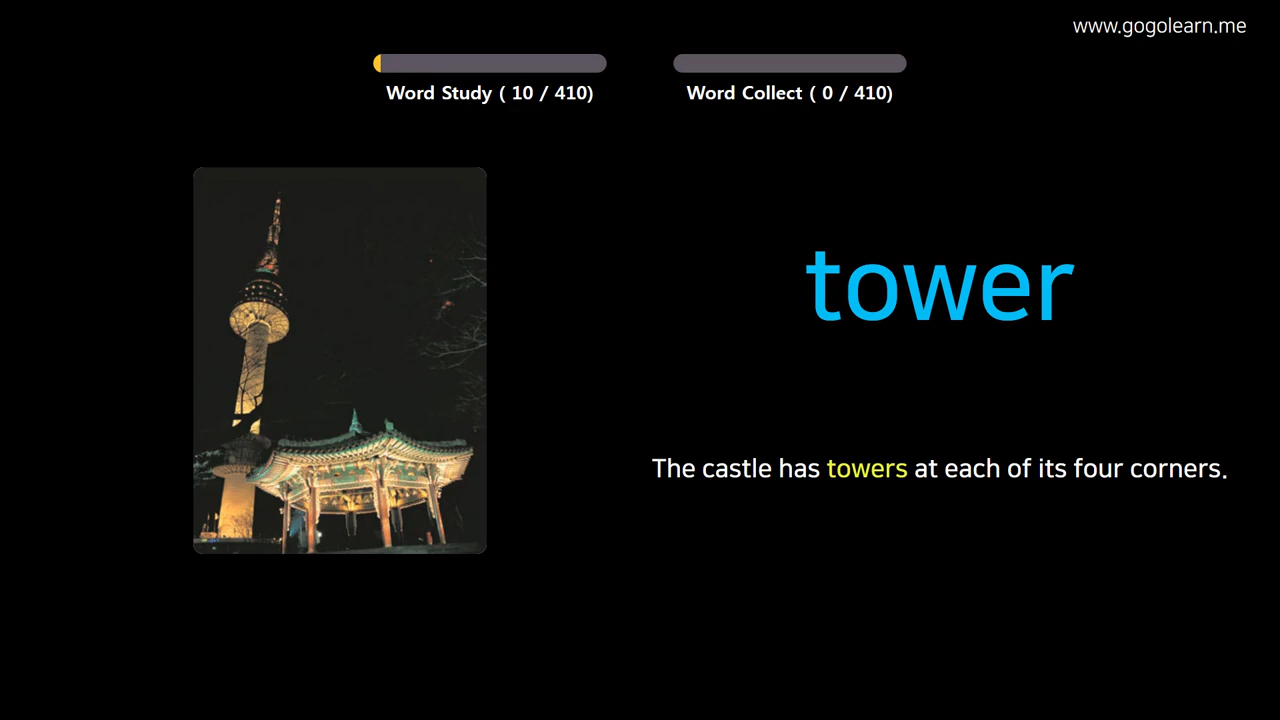 www.gogolearn.me
Word Study ( 10 / 410)
Word Collect ( 0 / 410)
tower
The castle has towers at each of its four corners.